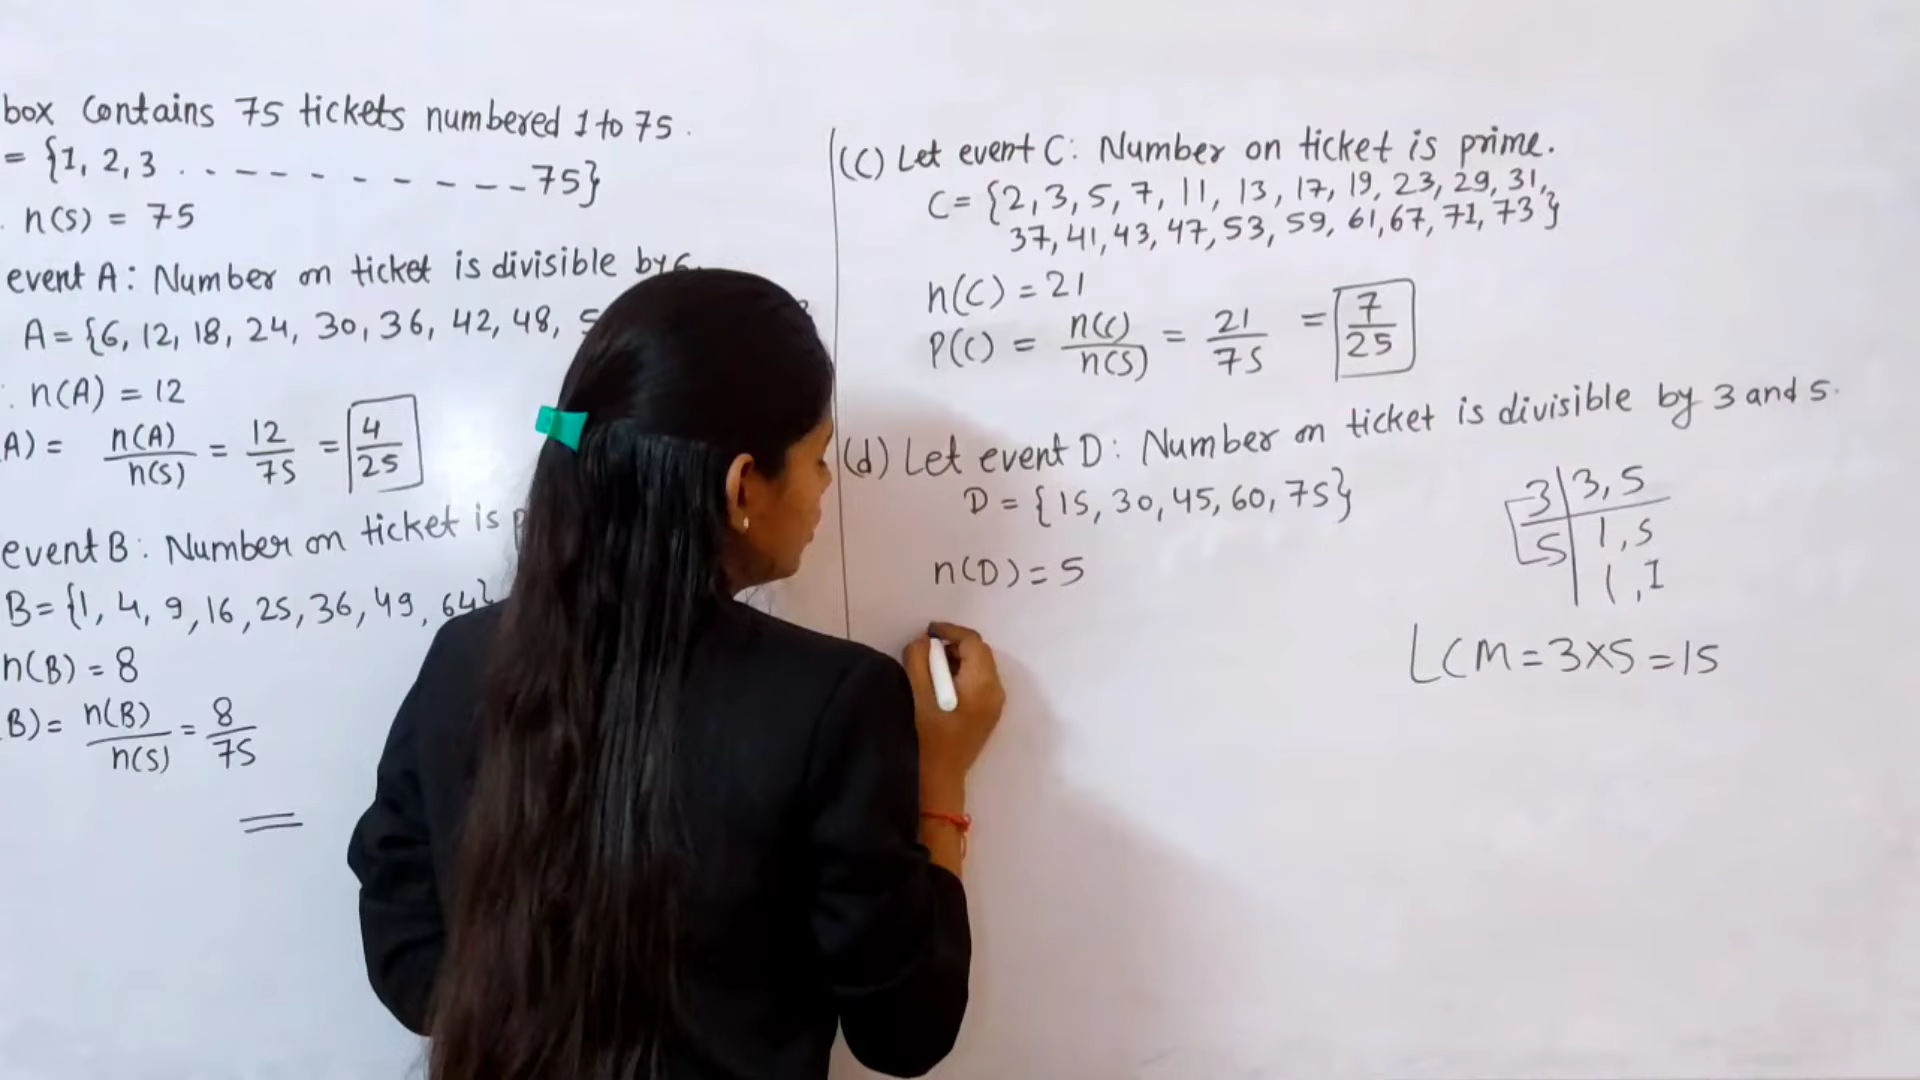 box contains 75 tickets numbered 1 to 75.
= {1, 2, 3 . . - - - - - - - - - - 75}
. n(S) = 75
event A: Number on ticket is divisible by 6.
A = {6, 12, 18, 24, 30, 36, 42, 48,
: n(A) = 12
A) = n(A)/n(S) = 12/75 = 4/25
event B: Number on ticket is
B = {1, 4, 9, 16, 25, 36, 49, 64}
n(B) = 8
B) = n(B)/n(S) = 8/75
(C) Let event C: Number on ticket is prime.
C = {2, 3, 5, 7, 11, 13, 17, 19, 23, 29, 31,
37, 41, 43, 47, 53, 59, 61, 67, 71, 73}
n(C) = 21
P(C) = n(C)/n(S) = 21/75 = 7/25
(d) Let event D: Number on ticket is divisible by 3 and 5.
D = {15, 30, 45, 60, 75}
n(D) = 5
3 | 3, 5
5 | 1, 5
| 1, 1
LCM = 3×5 = 15